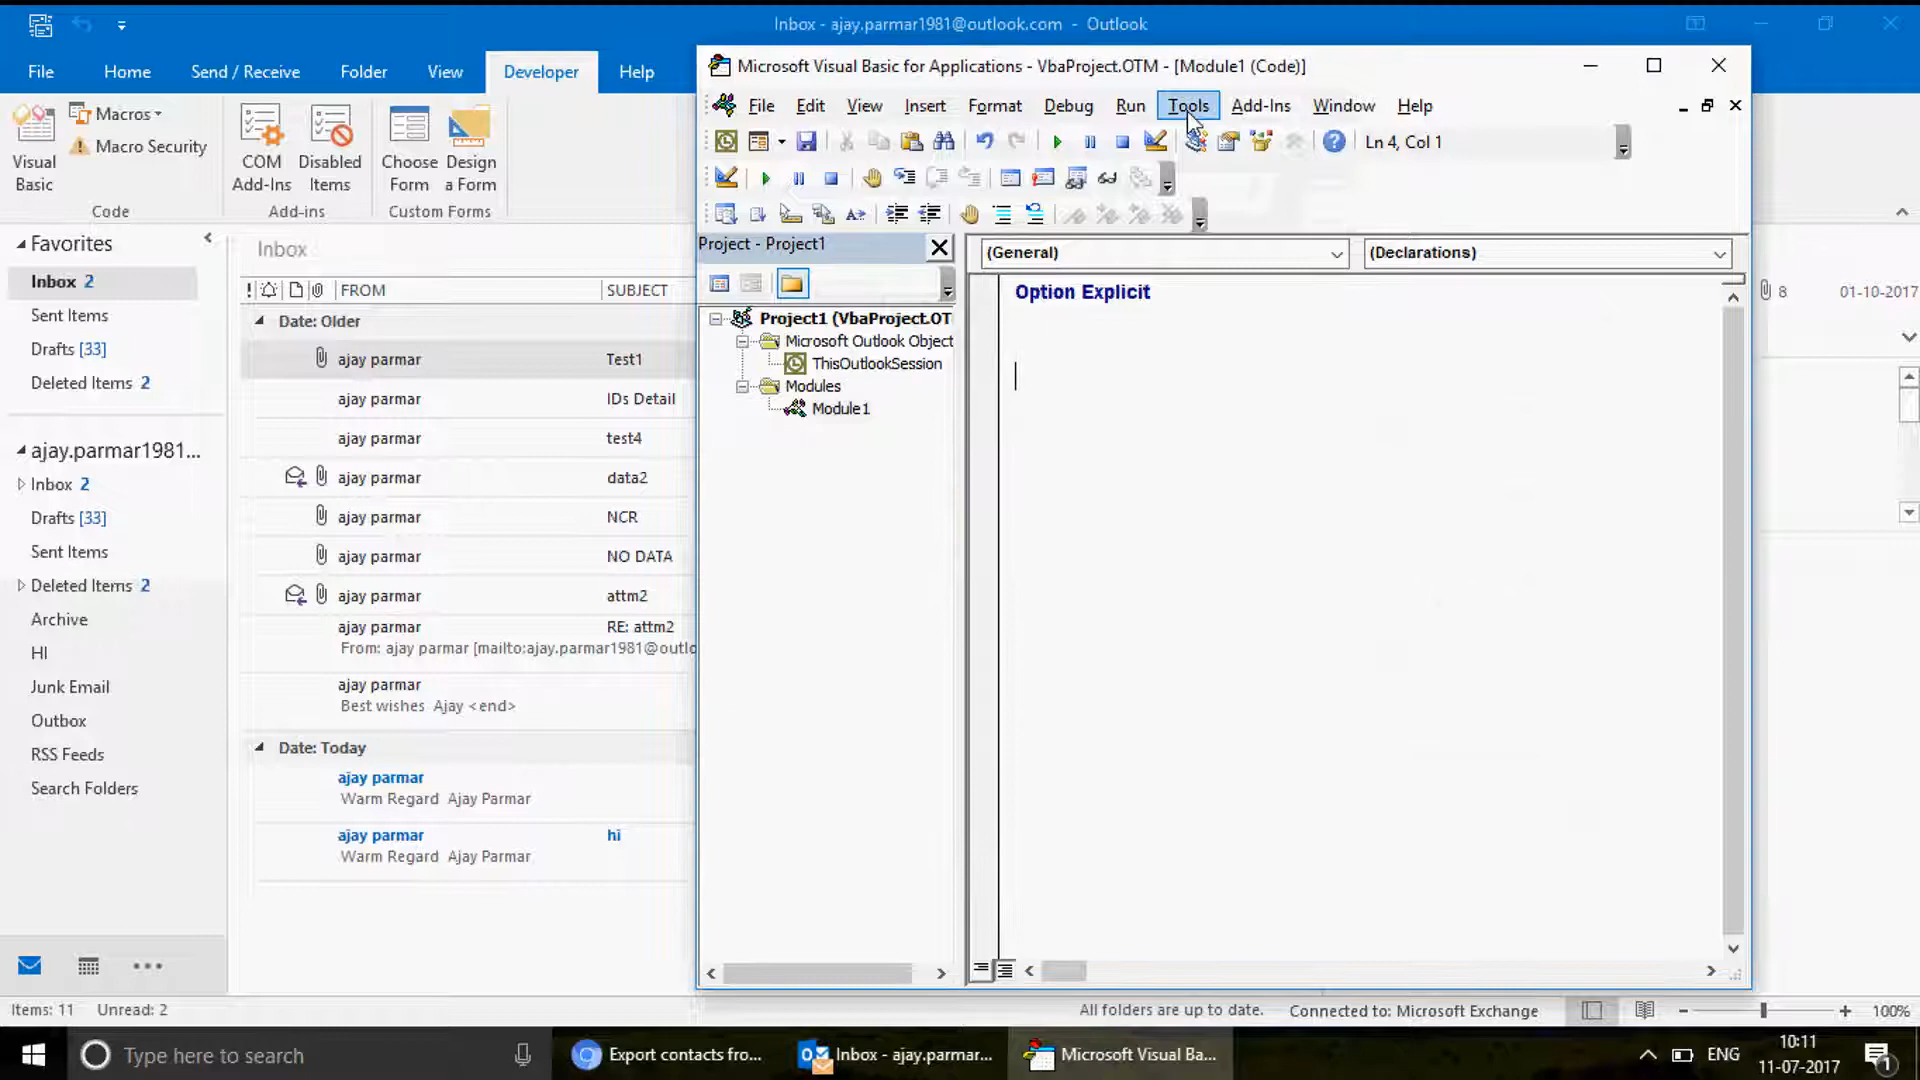 Inbox - ajay.parmar1981@outlook.com - Outlook
File Home Send / Receive Folder View Developer Help
Visual Basic
Macros
Macro Security
Code
COM Add-Ins
Disabled Items
Add-ins
Choose Form
Design a Form
Custom Forms
Favorites
Inbox 2
Sent Items
Drafts [33]
Deleted Items 2
ajay.parmar1981...
Inbox 2
Drafts [33]
Sent Items
Deleted Items 2
Archive
HI
Junk Email
Outbox
RSS Feeds
Search Folders
Inbox
FROM SUBJECT
Date: Older
ajay parmar Test1
ajay parmar IDs Detail
ajay parmar test4
ajay parmar data2
ajay parmar NCR
ajay parmar NO DATA
ajay parmar attm2
ajay parmar RE: attm2
From: ajay parmar [mailto:ajay.parmar1981@outlo
ajay parmar
Best wishes Ajay <end>
Date: Today
ajay parmar
Warm Regard Ajay Parmar
ajay parmar hi
Warm Regard Ajay Parmar
Microsoft Visual Basic for Applications - VbaProject.OTM - [Module1 (Code)]
File Edit View Insert Format Debug Run Tools Add-Ins Window Help
Ln 4, Col 1
Project - Project1
Project1 (VbaProject.OT
Microsoft Outlook Object
ThisOutlookSession
Modules
Module1
(General) (Declarations)
Option Explicit
8 01-10-2017
Items: 11 Unread: 2
All folders are up to date. Connected to: Microsoft Exchange 100%
Type here to search
Export contacts fro...
Inbox - ajay.parmar...
Microsoft Visual Ba...
ENG
10:11
11-07-2017
1